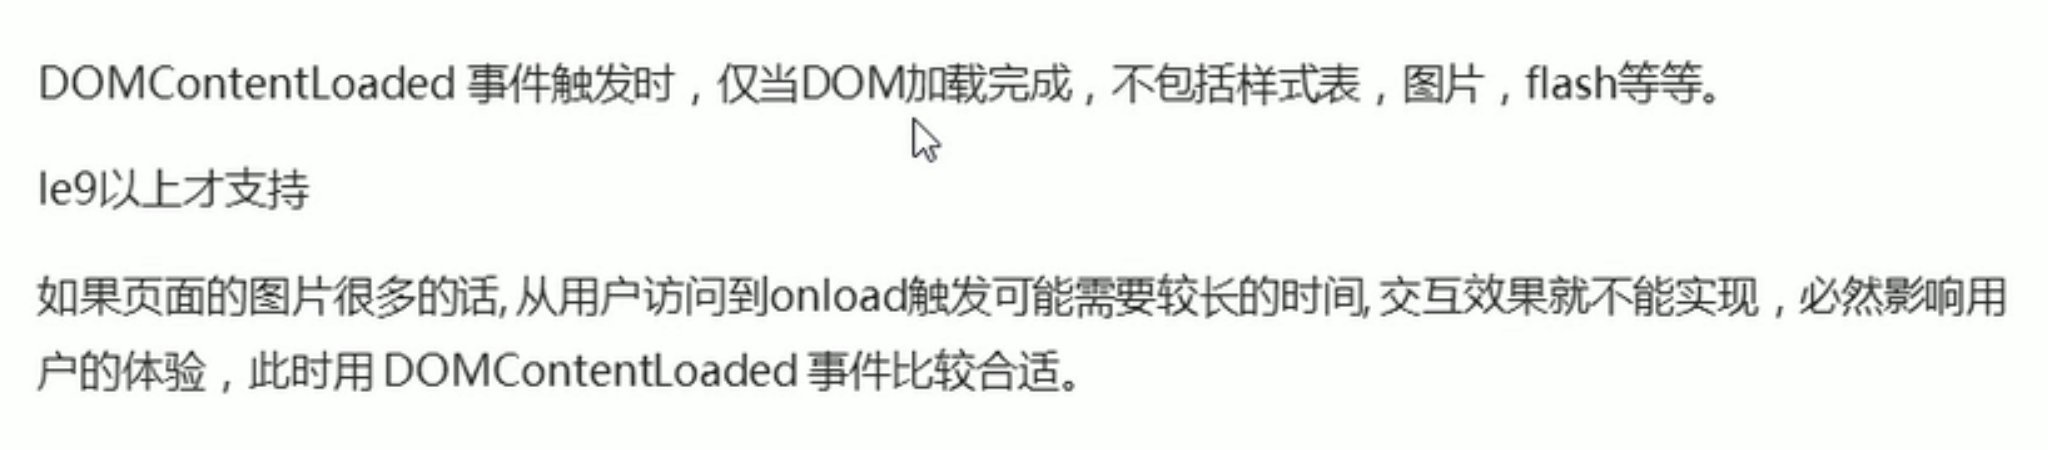 DOMContentLoaded 事件触发时，仅当DOM加载完成，不包括样式表，图片，flash等等。
Ie9以上才支持
如果页面的图片很多的话, 从用户访问到onload触发可能需要较长的时间, 交互效果就不能实现，必然影响用
户的体验，此时用 DOMContentLoaded 事件比较合适。